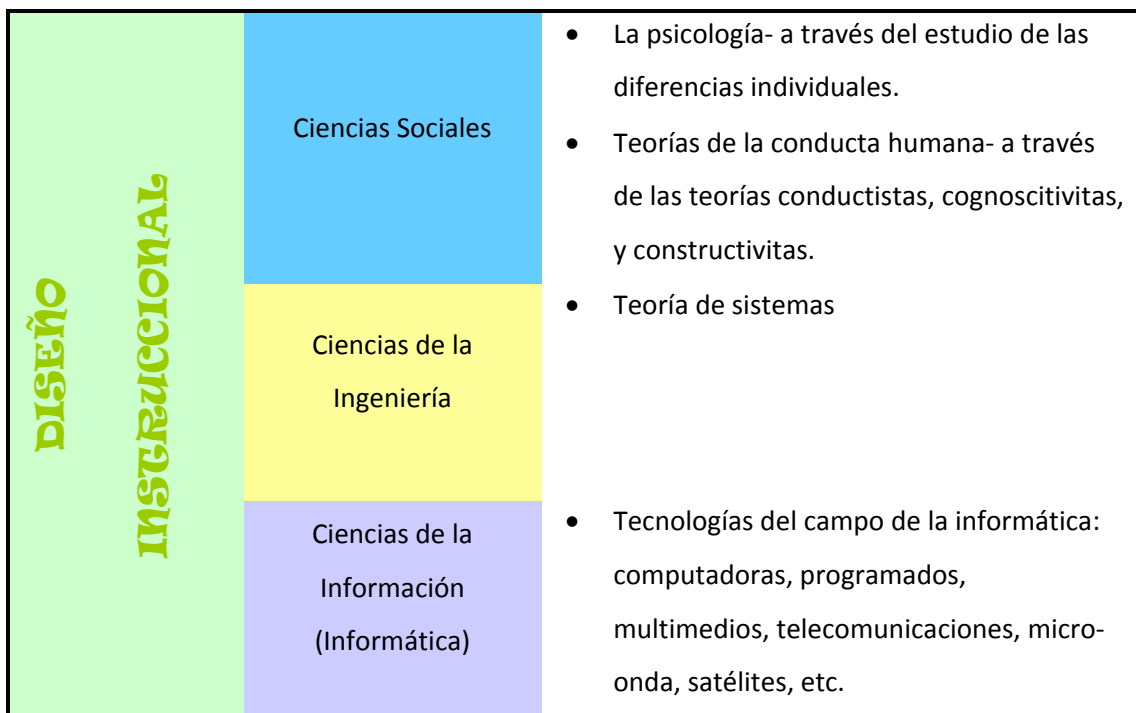 DISEÑO
INSTRUCCIONAL
Ciencias Sociales
• La psicología- a través del estudio de las
diferencias individuales.
• Teorías de la conducta humana- a través
de las teorías conductistas, cognoscitivitas,
y constructivitas.
Ciencias de la
Ingeniería
• Teoría de sistemas
Ciencias de la
Información
(Informática)
• Tecnologías del campo de la informática:
computadoras, programados,
multimedios, telecomunicaciones, micro-
onda, satélites, etc.